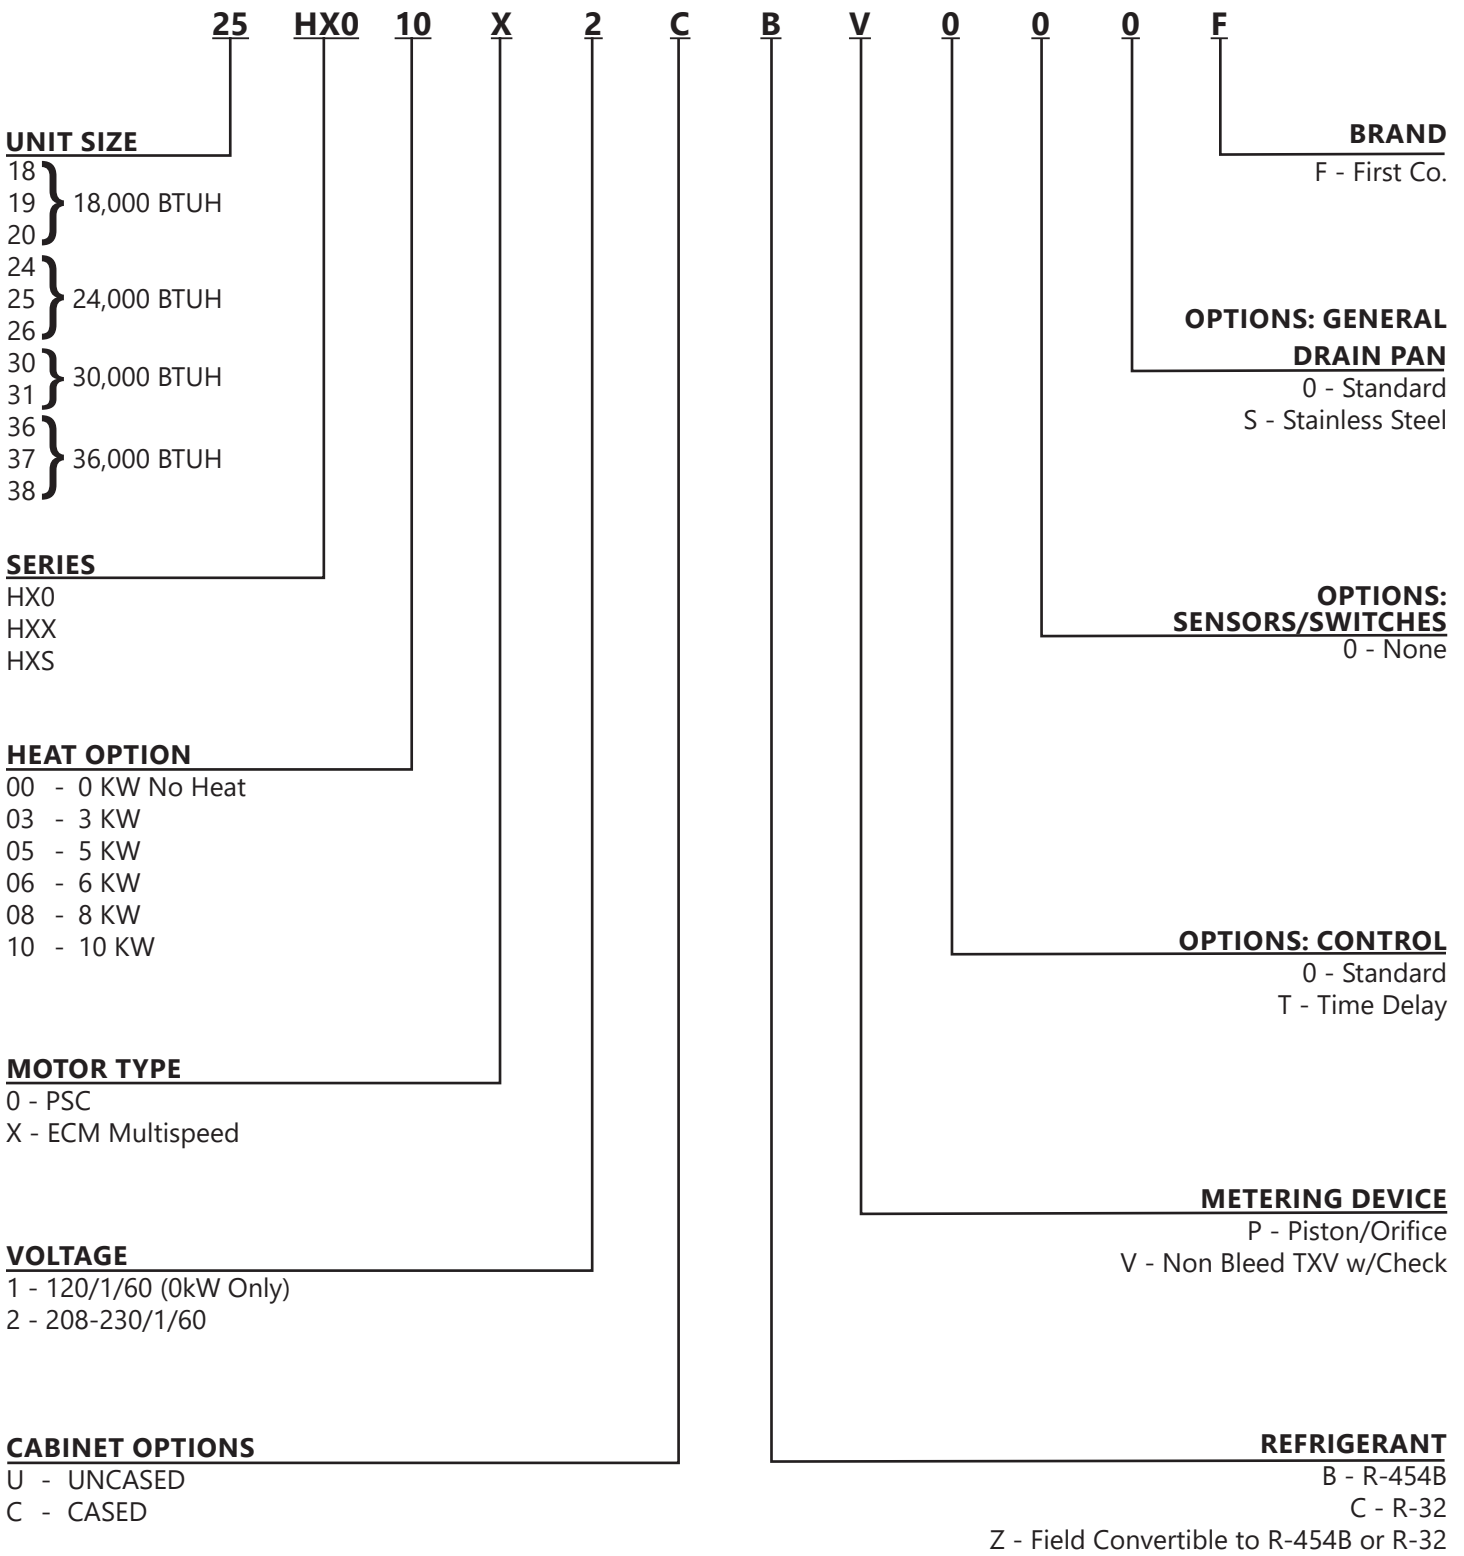 25 HX0 10 X 2 C B V 0 0 0 F
UNIT SIZE
18
19
20
18,000 BTUH
24
25
26
24,000 BTUH
30
31
30,000 BTUH
36
37
38
36,000 BTUH
SERIES
HX0
HXX
HXS
HEAT OPTION
00 - 0 KW No Heat
03 - 3 KW
05 - 5 KW
06 - 6 KW
08 - 8 KW
10 - 10 KW
MOTOR TYPE
0 - PSC
X - ECM Multispeed
VOLTAGE
1 - 120/1/60 (0kW Only)
2 - 208-230/1/60
CABINET OPTIONS
U - UNCASED
C - CASED
BRAND
F - First Co.
OPTIONS: GENERAL
DRAIN PAN
0 - Standard
S - Stainless Steel
OPTIONS:
SENSORS/SWITCHES
0 - None
OPTIONS: CONTROL
0 - Standard
T - Time Delay
METERING DEVICE
P - Piston/Orifice
V - Non Bleed TXV w/Check
REFRIGERANT
B - R-454B
C - R-32
Z - Field Convertible to R-454B or R-32